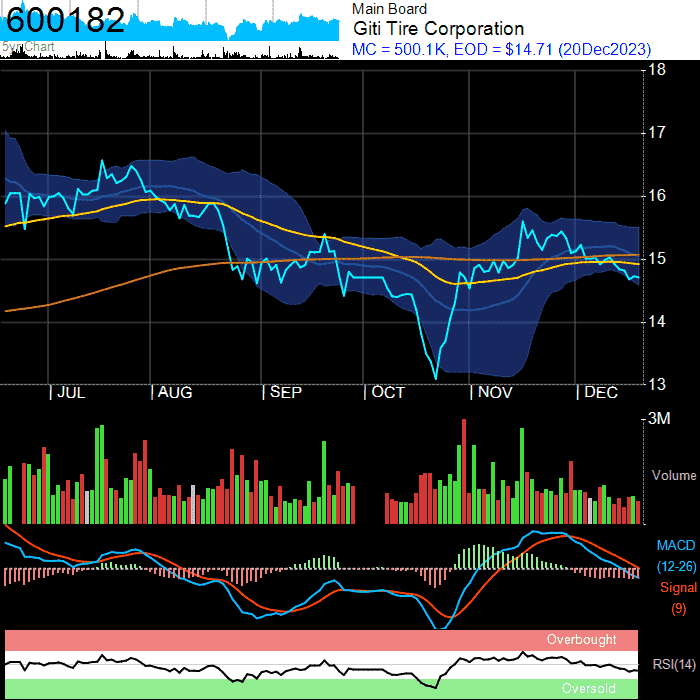 600182
5yr Chart
Main Board
Giti Tire Corporation
MC = 500.1K, EOD = $14.71 (20Dec2023)
18
17
16
15
14
13
| JUL | AUG | SEP | OCT | NOV | DEC
3M
Volume
MACD
(12-26)
Signal
(9)
Overbought
RSI(14)
Oversold